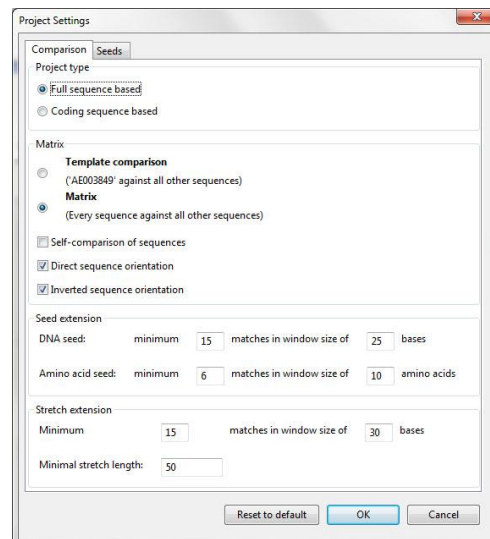 Project Settings
Comparison Seeds
Project type
Full sequence based
Coding sequence based
Matrix
Template comparison
('AE003849' against all other sequences)
Matrix
(Every sequence against all other sequences)
Self-comparison of sequences
Direct sequence orientation
Inverted sequence orientation
Seed extension
DNA seed: minimum 15 matches in window size of 25 bases
Amino acid seed: minimum 6 matches in window size of 10 amino acids
Stretch extension
Minimum 15 matches in window size of 30 bases
Minimal stretch length: 50
Reset to default OK Cancel